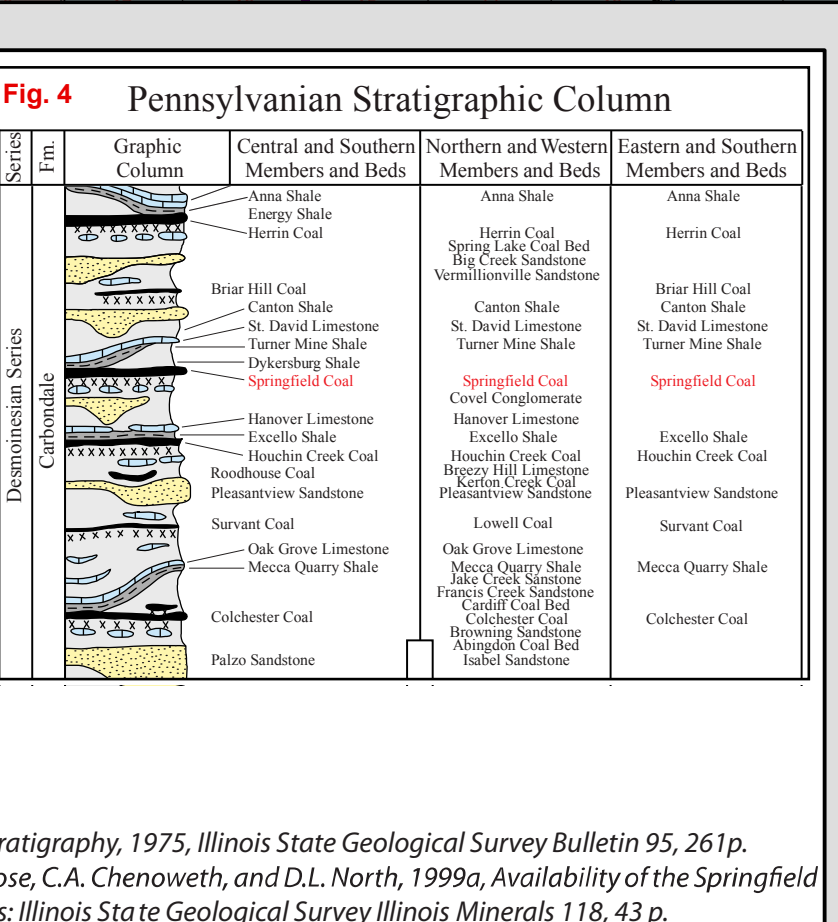 Fig. 4
Pennsylvanian Stratigraphic Column
Series
Fm.
Graphic
Column
Central and Southern
Members and Beds
Northern and Western
Members and Beds
Eastern and Southern
Members and Beds
Desmoinesian Series
Carbondale
Anna Shale
Energy Shale
Herrin Coal
Briar Hill Coal
Canton Shale
St. David Limestone
Turner Mine Shale
Dykersburg Shale
Springfield Coal
Hanover Limestone
Excello Shale
Houchin Creek Coal
Roodhouse Coal
Pleasantview Sandstone
Survant Coal
Oak Grove Limestone
Mecca Quarry Shale
Colchester Coal
Palzo Sandstone
Anna Shale
Herrin Coal
Spring Lake Coal Bed
Big Creek Sandstone
Vermillionville Sandstone
Canton Shale
St. David Limestone
Turner Mine Shale
Springfield Coal
Covel Conglomerate
Hanover Limestone
Excello Shale
Houchin Creek Coal
Breezy Hill Limestone
Kerton Creek Coal
Pleasantview Sandstone
Lowell Coal
Oak Grove Limestone
Mecca Quarry Shale
Jake Creek Sanstone
Francis Creek Sandstone
Cardiff Coal Bed
Colchester Coal
Browning Sandstone
Abingdon Coal Bed
Isabel Sandstone
Anna Shale
Herrin Coal
Briar Hill Coal
Canton Shale
St. David Limestone
Turner Mine Shale
Springfield Coal
Excello Shale
Houchin Creek Coal
Pleasantview Sandstone
Survant Coal
Mecca Quarry Shale
Colchester Coal
ratigraphy, 1975, Illinois State Geological Survey Bulletin 95, 261p.
ose, C.A. Chenoweth, and D.L. North, 1999a, Availability of the Springfield
s: Illinois State Geological Survey Illinois Minerals 118, 43 p.